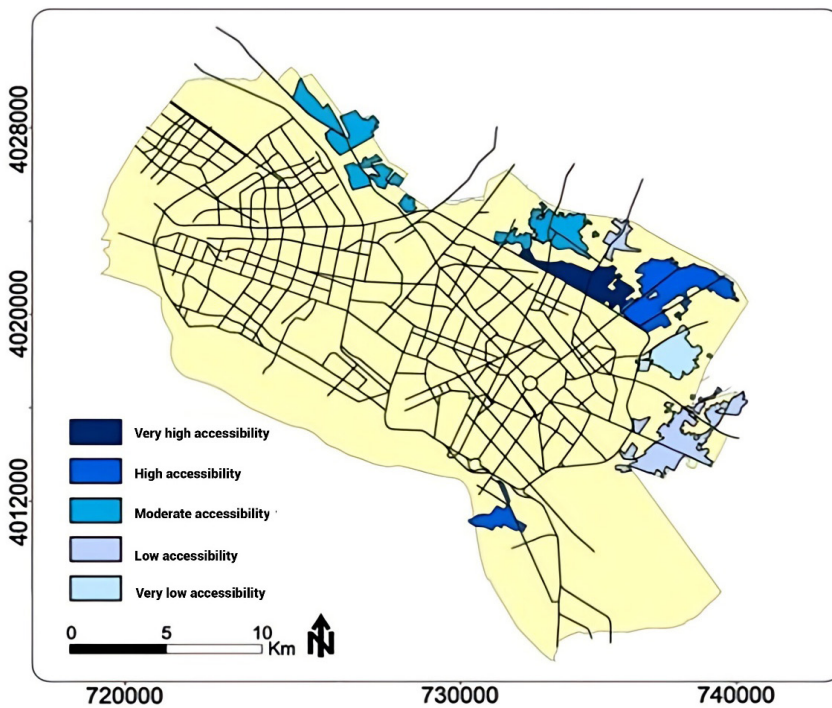 4028000
4020000
4012000
Very high accessibility
High accessibility
Moderate accessibility
Low accessibility
Very low accessibility
0 5 10
Km
N
720000 730000 740000